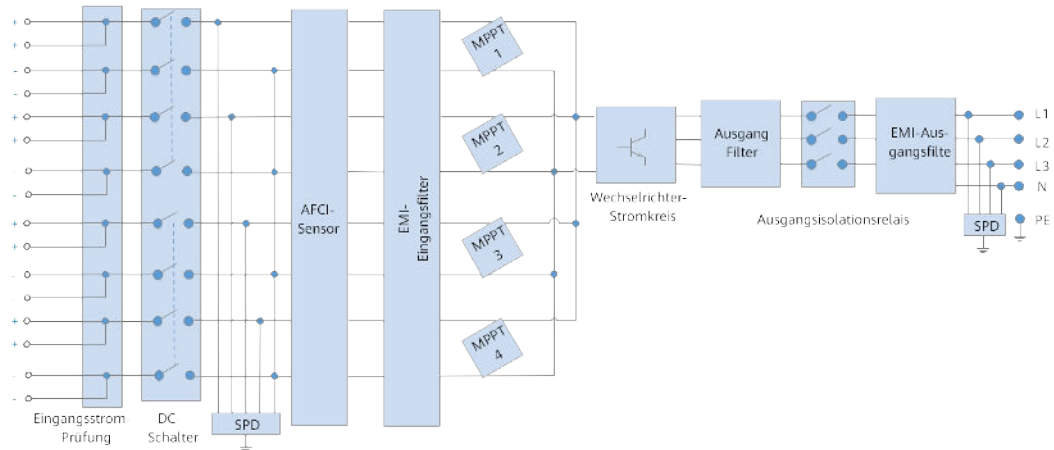 +
+
-
-
+
+
-
-
+
+
-
-
+
+
-
-
Eingangsstrom-
Prüfung
DC
Schalter
SPD
AFCI-
Sensor
EMI-
Eingangsfilter
MPPT
1
MPPT
2
MPPT
3
MPPT
4
Wechselrichter-
Stromkreis
Ausgang
Filter
Ausgangsisolationsrelais
EMI-Aus-
gangsfilte
L1
L2
L3
N
SPD
PE